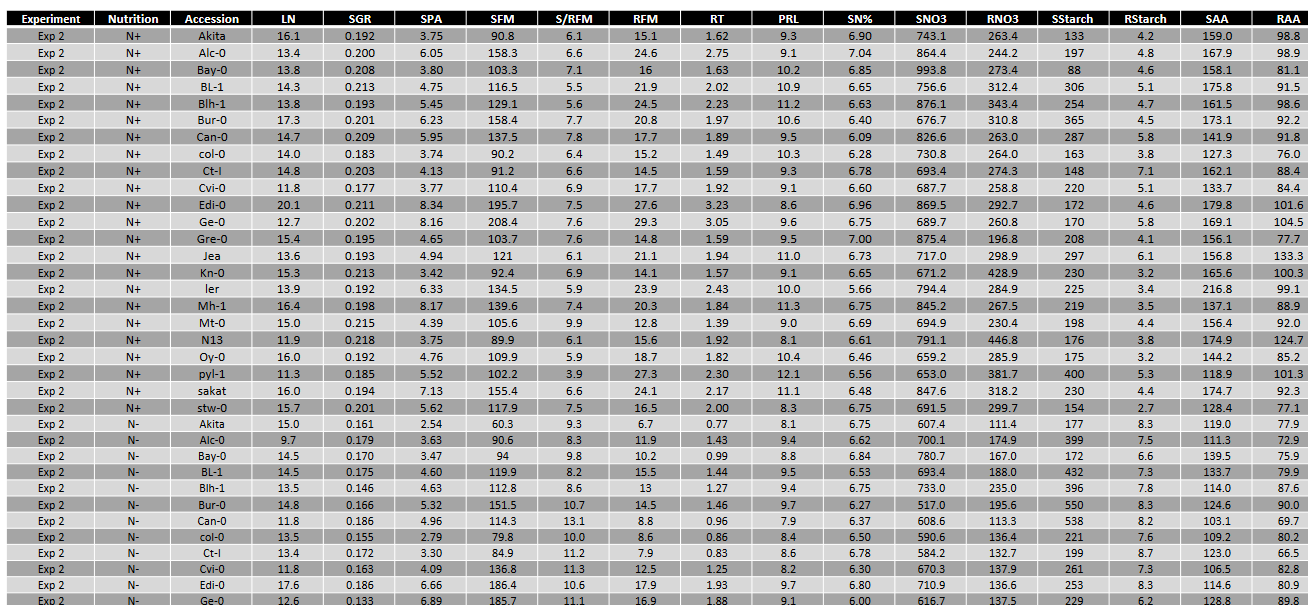 Experiment Nutrition Accession LN SGR SPA SFM S/RFM RFM RT PRL SN% SNO3 RNO3 SStarch RStarch SAA RAA
Exp 2 N+ Akita 16.1 0.192 3.75 90.8 6.1 15.1 1.62 9.3 6.90 743.1 263.4 133 4.2 159.0 98.8
Exp 2 N+ Alc-0 13.4 0.200 6.05 158.3 6.6 24.6 2.75 9.1 7.04 864.4 244.2 197 4.8 167.9 98.9
Exp 2 N+ Bay-0 13.8 0.208 3.80 103.3 7.1 16 1.63 10.2 6.85 993.8 273.4 88 4.6 158.1 81.1
Exp 2 N+ BL-1 14.3 0.213 4.75 116.5 5.5 21.9 2.02 10.9 6.65 756.6 312.4 306 5.1 175.8 91.5
Exp 2 N+ Blh-1 13.8 0.193 5.45 129.1 5.6 24.5 2.23 11.2 6.63 876.1 343.4 254 4.7 161.5 98.6
Exp 2 N+ Bur-0 17.3 0.201 6.23 158.4 7.7 20.8 1.97 10.6 6.40 676.7 310.8 365 4.5 173.1 92.2
Exp 2 N+ Can-0 14.7 0.209 5.95 137.5 7.8 17.7 1.89 9.5 6.09 826.6 263.0 287 5.8 141.9 91.8
Exp 2 N+ col-0 14.0 0.183 3.74 90.2 6.4 15.2 1.49 10.3 6.28 730.8 264.0 163 3.8 127.3 76.0
Exp 2 N+ Ct-I 14.8 0.203 4.13 91.2 6.6 14.5 1.59 9.3 6.78 693.4 274.3 148 7.1 162.1 88.4
Exp 2 N+ Cvi-0 11.8 0.177 3.77 110.4 6.9 17.7 1.92 9.1 6.60 687.7 258.8 220 5.1 133.7 84.4
Exp 2 N+ Edi-0 20.1 0.211 8.34 195.7 7.5 27.6 3.23 8.6 6.96 869.5 292.7 172 4.6 179.8 101.6
Exp 2 N+ Ge-0 12.7 0.202 8.16 208.4 7.6 29.3 3.05 9.6 6.75 689.7 260.8 170 5.8 169.1 104.5
Exp 2 N+ Gre-0 15.4 0.195 4.65 103.7 7.6 14.8 1.59 9.5 7.00 875.4 196.8 208 4.1 156.1 77.7
Exp 2 N+ Jea 13.6 0.193 4.94 121 6.1 21.1 1.94 11.0 6.73 717.0 298.9 297 6.1 156.8 133.3
Exp 2 N+ Kn-0 15.3 0.213 3.42 92.4 6.9 14.1 1.57 9.1 6.65 671.2 428.9 230 3.2 165.6 100.3
Exp 2 N+ ler 13.9 0.192 6.33 134.5 5.9 23.9 2.43 10.0 5.66 794.4 284.9 225 3.4 216.8 99.1
Exp 2 N+ Mh-1 16.4 0.198 8.17 139.6 7.4 20.3 1.84 11.3 6.75 845.2 267.5 219 3.5 137.1 88.9
Exp 2 N+ Mt-0 15.0 0.215 4.39 105.6 9.9 12.8 1.39 9.0 6.69 694.9 230.4 198 4.4 156.4 92.0
Exp 2 N+ N13 11.9 0.218 3.75 89.9 6.1 15.6 1.92 8.1 6.61 791.1 446.8 176 3.8 174.9 124.7
Exp 2 N+ Oy-0 16.0 0.192 4.76 109.9 5.9 18.7 1.82 10.4 6.46 659.2 285.9 175 3.2 144.2 85.2
Exp 2 N+ pyl-1 11.3 0.185 5.52 102.2 3.9 27.3 2.30 12.1 6.56 653.0 381.7 400 5.3 118.9 101.3
Exp 2 N+ sakat 16.0 0.194 7.13 155.4 6.6 24.1 2.17 11.1 6.48 847.6 318.2 230 4.4 174.7 92.3
Exp 2 N+ stw-0 15.7 0.201 5.62 117.9 7.5 16.5 2.00 8.3 6.75 691.5 299.7 154 2.7 128.4 77.1
Exp 2 N- Akita 15.0 0.161 2.54 60.3 9.3 6.7 0.77 8.1 6.75 607.4 111.4 177 8.3 119.0 77.9
Exp 2 N- Alc-0 9.7 0.179 3.63 90.6 8.3 11.9 1.43 9.4 6.62 700.1 174.9 399 7.5 111.3 72.9
Exp 2 N- Bay-0 14.5 0.170 3.47 94 9.8 10.2 0.99 8.8 6.84 780.7 167.0 172 6.6 139.5 75.9
Exp 2 N- BL-1 14.5 0.175 4.60 119.9 8.2 15.5 1.44 9.5 6.53 693.4 188.0 432 7.3 133.7 79.9
Exp 2 N- Blh-1 13.5 0.146 4.63 112.8 8.6 13 1.27 9.4 6.75 733.0 235.0 396 7.8 114.0 87.6
Exp 2 N- Bur-0 14.8 0.166 5.32 151.5 10.7 14.5 1.46 9.7 6.27 517.0 195.6 550 8.3 124.6 90.0
Exp 2 N- Can-0 11.8 0.186 4.96 114.3 13.1 8.8 0.96 7.9 6.37 608.6 113.3 538 8.2 103.1 69.7
Exp 2 N- col-0 13.5 0.155 2.79 79.8 10.0 8.6 0.86 8.4 6.50 590.6 136.4 221 7.6 109.2 80.2
Exp 2 N- Ct-I 13.4 0.172 3.30 84.9 11.2 7.9 0.83 8.6 6.78 584.2 132.7 199 8.7 123.0 66.5
Exp 2 N- Cvi-0 11.8 0.163 4.09 136.8 11.3 12.5 1.25 8.2 6.30 670.3 137.9 261 7.3 106.5 82.8
Exp 2 N- Edi-0 17.6 0.186 6.66 186.4 10.6 17.9 1.93 9.7 6.80 710.9 136.6 253 8.3 114.6 80.9
Exp 2 N- Ge-0 12.6 0.133 6.89 185.7 11.1 16.9 1.88 9.1 6.00 616.7 137.5 229 6.2 128.8 89.8